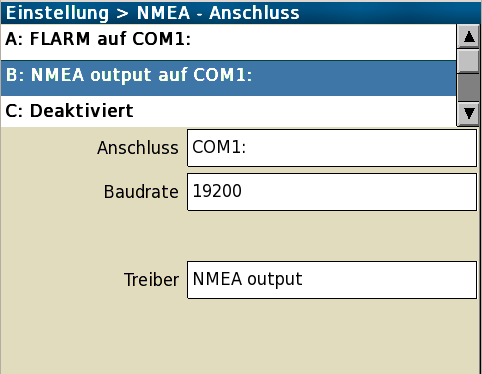 Einstellung > NMEA - Anschluss
A: FLARM auf COM1:
B: NMEA output auf COM1:
C: Deaktiviert
Anschluss COM1:
Baudrate 19200
Treiber NMEA output